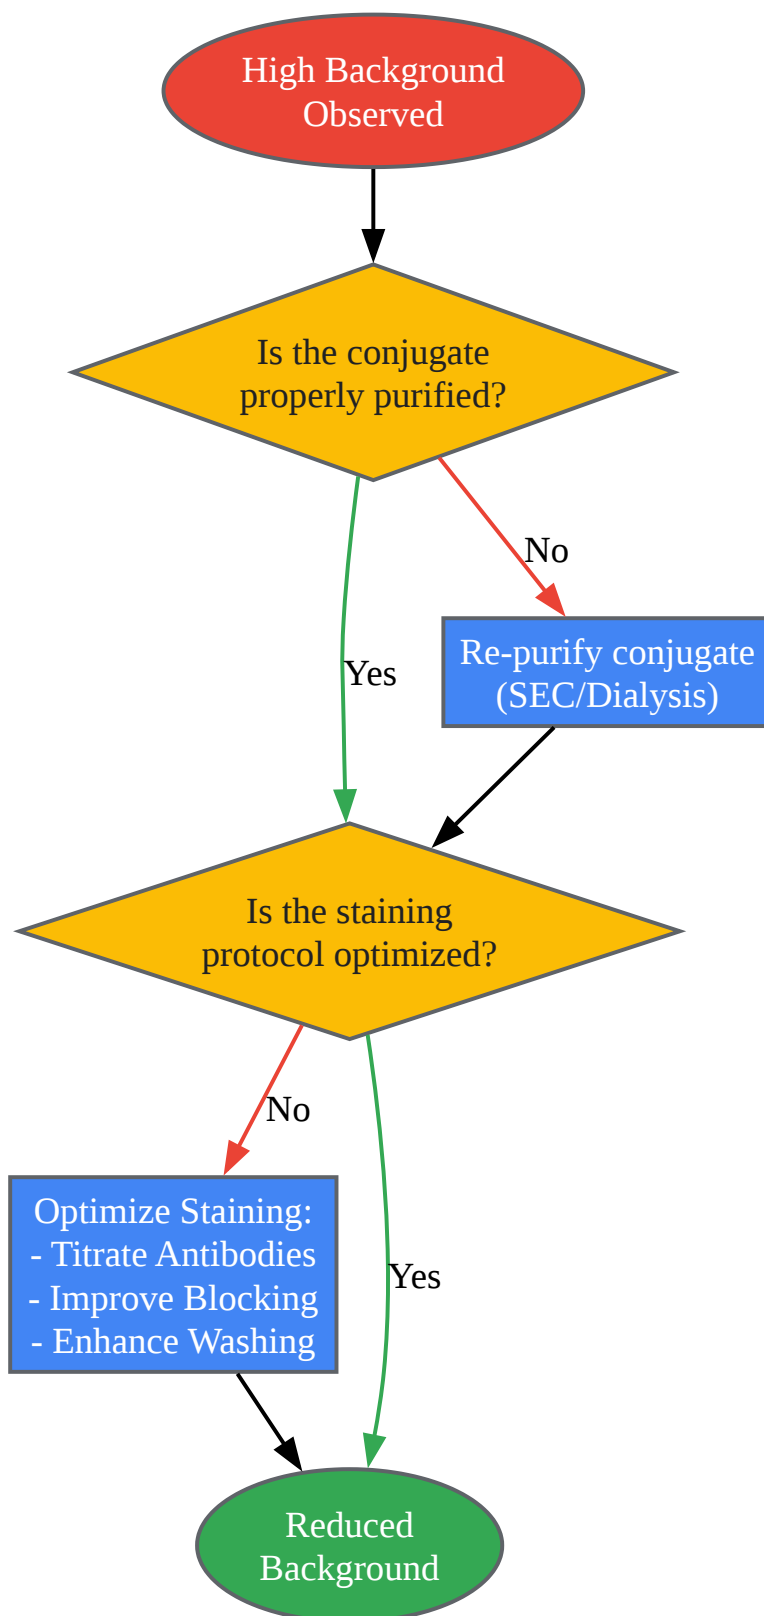 High Background
Observed
Is the conjugate
properly purified?
No
Re-purify conjugate
(SEC/Dialysis)
Yes
Is the staining
protocol optimized?
No
Optimize Staining:
- Titrate Antibodies
- Improve Blocking
- Enhance Washing
Yes
Reduced
Background